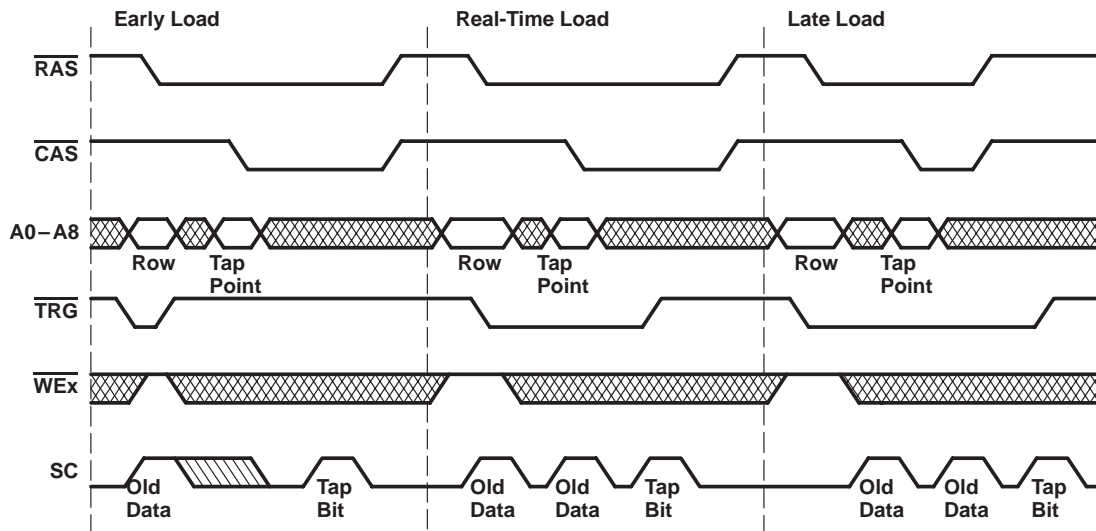 Early Load
Real-Time Load
Late Load
RAS
CAS
A0–A8
Row
Tap
Point
Row
Tap
Point
Row
Tap
Point
TRG
WEx
SC
Old
Data
Tap
Bit
Old
Data
Old
Data
Tap
Bit
Old
Data
Old
Data
Tap
Bit